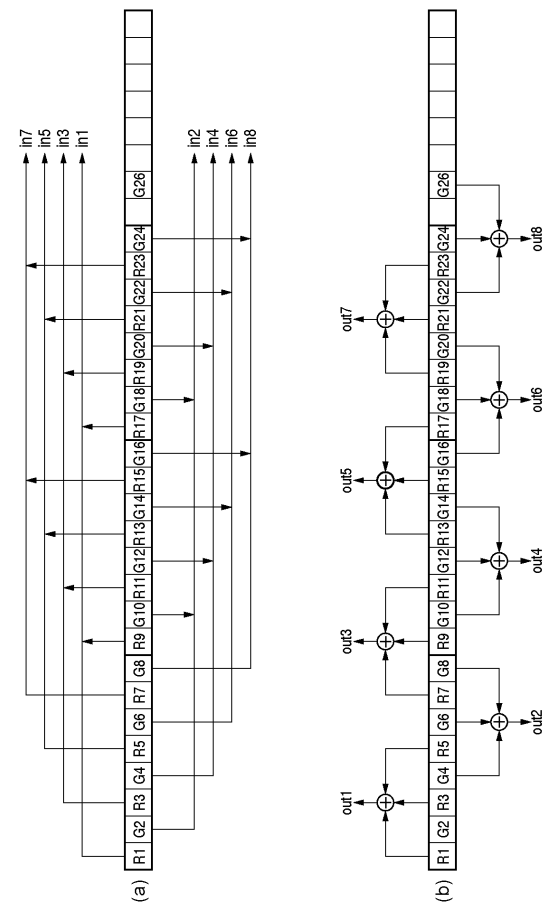 in7
in5
in3
in1
R1 G2 R3 G4 R5 G6 R7 G8 R9 G10 R11 G12 R13 G14 R15 G16 R17 G18 R19 G20 R21 G22 R23 G24 G26
in2
in4
in6
in8
(a)
out1
out3
out5
out7
R1 G2 R3 G4 R5 G6 R7 G8 R9 G10 R11 G12 R13 G14 R15 G16 R17 G18 R19 G20 R21 G22 R23 G24 G26
out2
out4
out6
out8
(b)